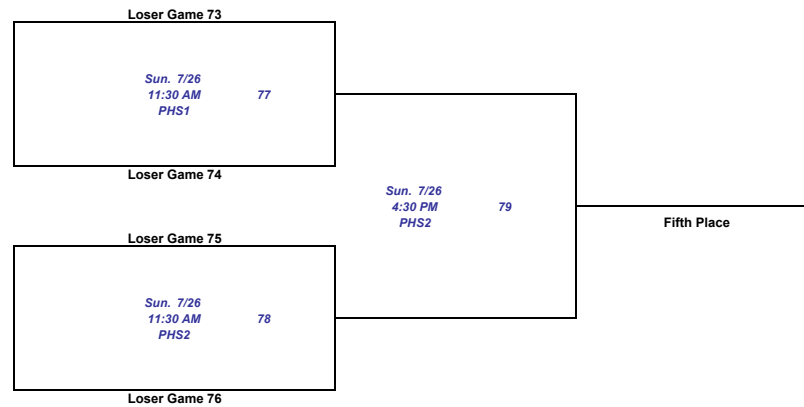 Loser Game 73
Sun. 7/26
11:30 AM 77
PHS1
Loser Game 74
Sun. 7/26
4:30 PM 79
PHS2
Fifth Place
Loser Game 75
Sun. 7/26
11:30 AM 78
PHS2
Loser Game 76